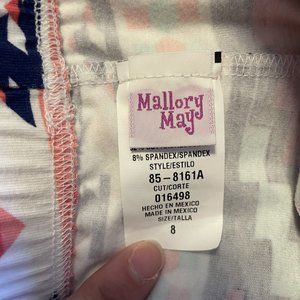 Mallory
May
8% SPANDEX/SPANDEX
STYLE/ESTILO
85-8161A
CUT/CORTE
016498
HECHO EN MEXICO
MADE IN MEXICO
SIZE/TALLA
8